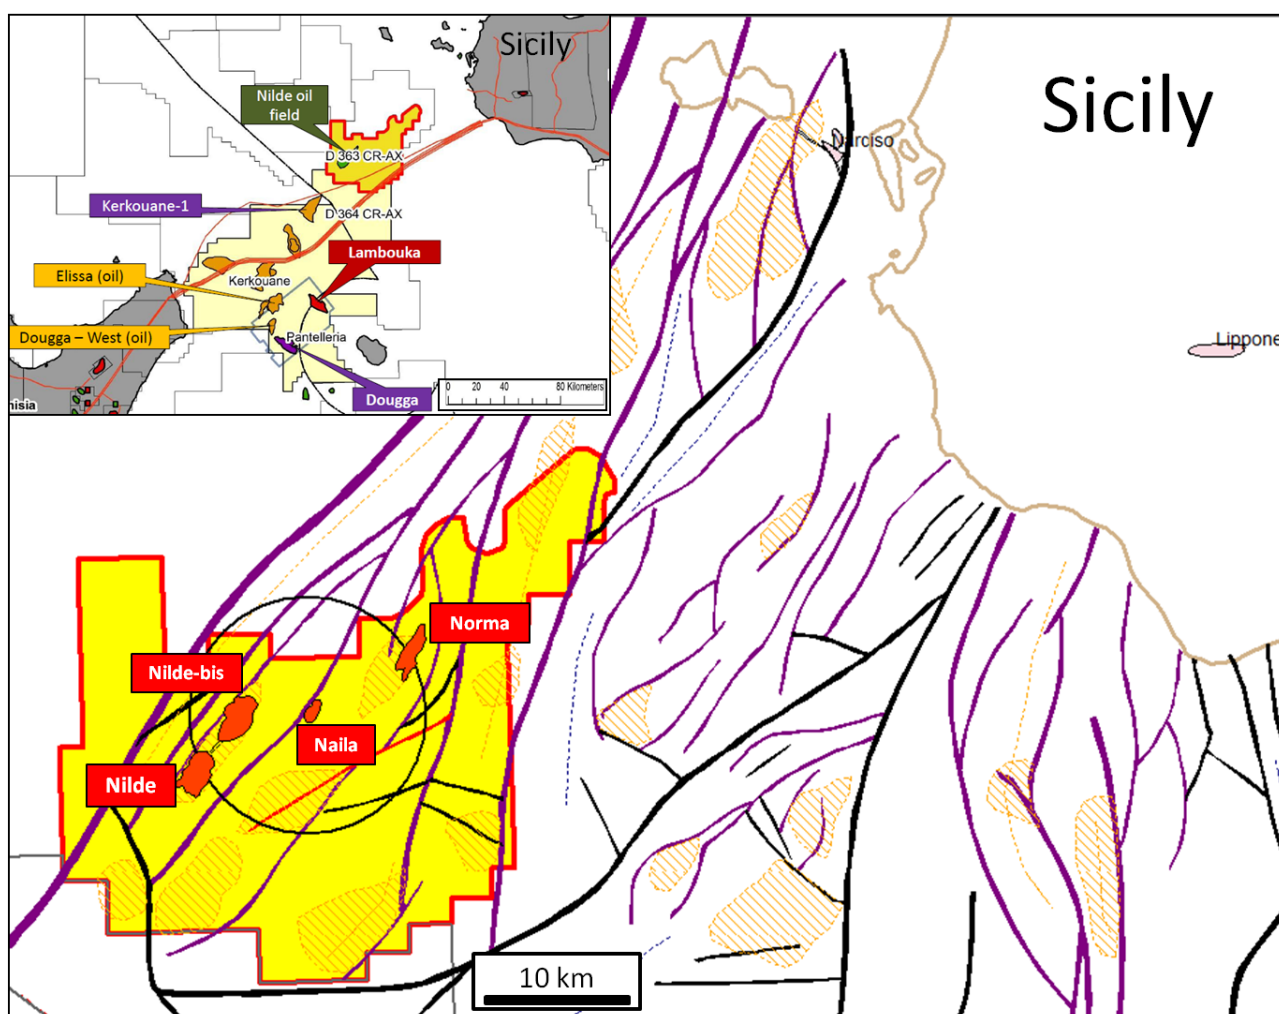 Sicily
Nilde oil
field
D 363 CR-AX
Kerkouane-1
D 364 CR-AX
Lambouka
Elissa (oil)
Kerkouane
Dougga – West (oil)
Pantelleria
Dougga
0 20 40 80 Kilometers
nisia
Sicily
Narciso
Lippone
Norma
Nilde-bis
Naila
Nilde
10 km